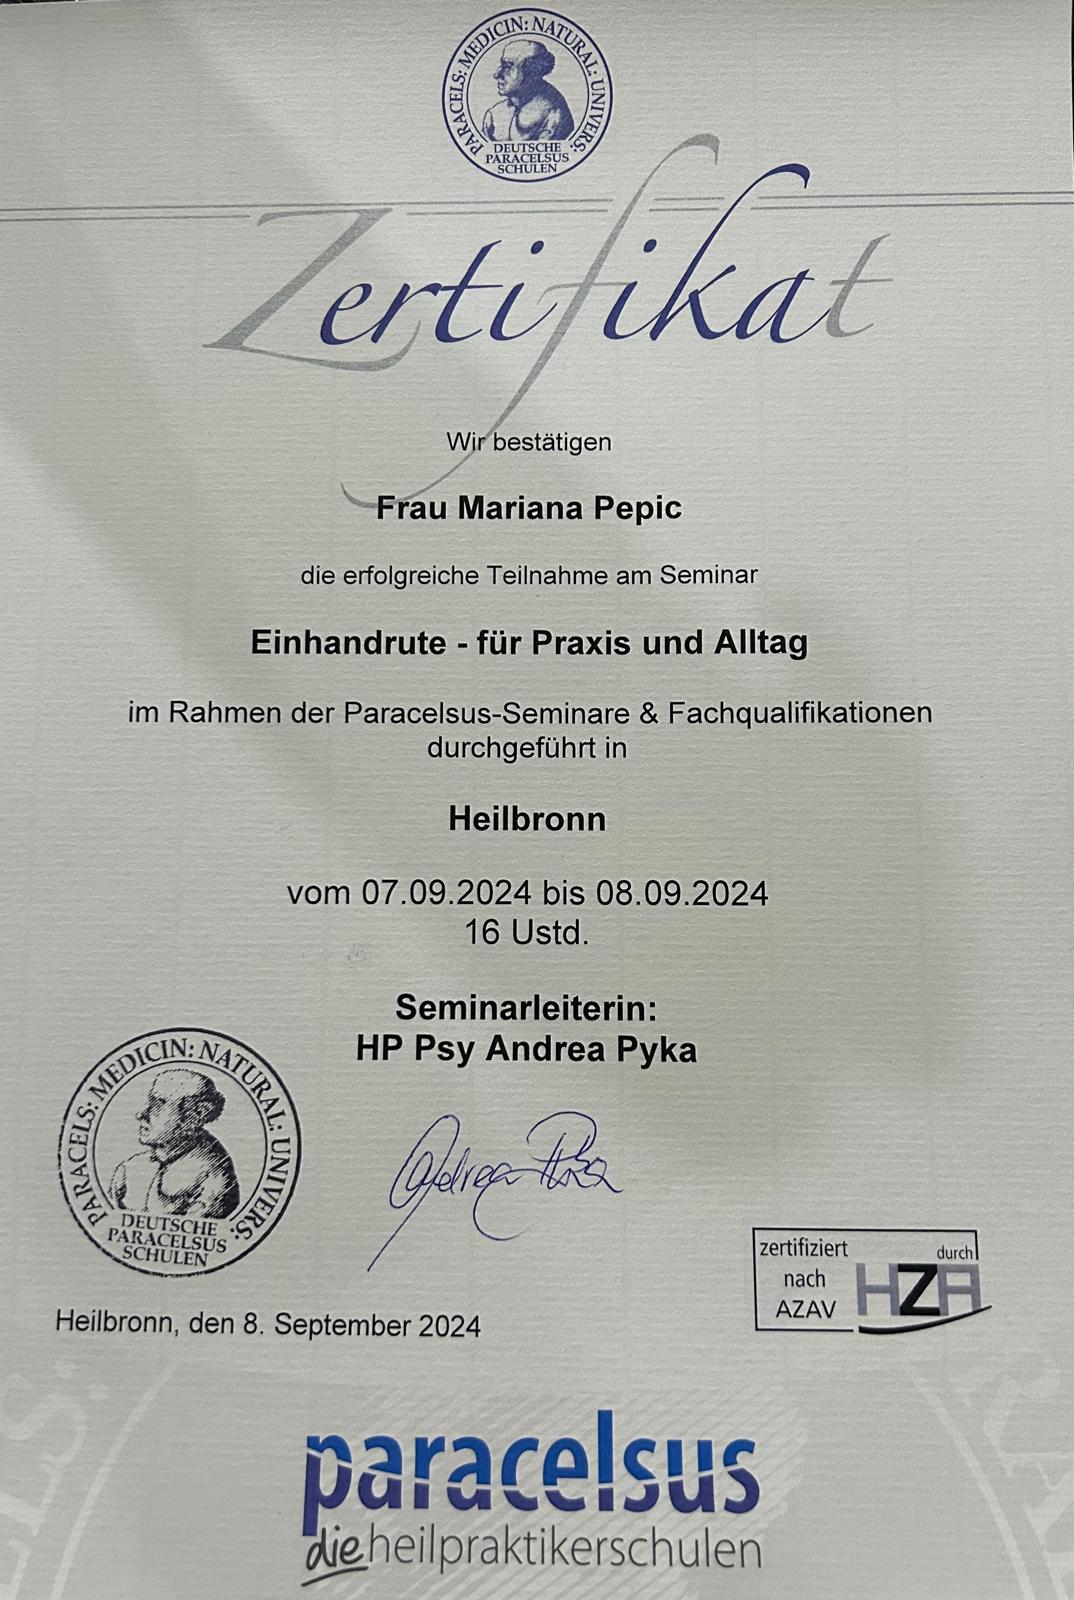 PARACELS: MEDICIN: NATURAL: UNIVERS:
DEUTSCHE
PARACELSUS
SCHULEN
Zertifikat
Wir bestätigen
Frau Mariana Pepic
die erfolgreiche Teilnahme am Seminar
Einhandrute - für Praxis und Alltag
im Rahmen der Paracelsus-Seminare & Fachqualifikationen
durchgeführt in
Heilbronn
vom 07.09.2024 bis 08.09.2024
16 Ustd.
Seminarleiterin:
HP Psy Andrea Pyka
PARACELS: MEDICIN: NATURAL: UNIVERS:
DEUTSCHE
PARACELSUS
SCHULEN
Andrea Pyka
zertifiziert durch
nach HZA
AZAV
Heilbronn, den 8. September 2024
paracelsus
dieheilpraktikerschulen